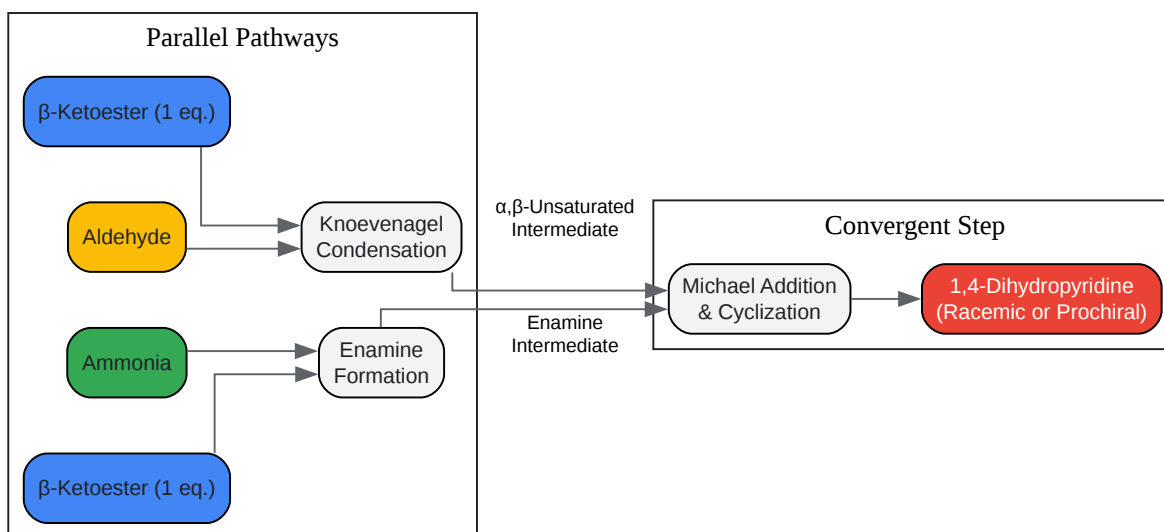 Parallel Pathways
β-Ketoester (1 eq.)
Aldehyde
Knoevenagel
Condensation
Ammonia
Enamine
Formation
β-Ketoester (1 eq.)
α,β-Unsaturated
Intermediate
Enamine
Intermediate
Convergent Step
Michael Addition
& Cyclization
1,4-Dihydropyridine
(Racemic or Prochiral)